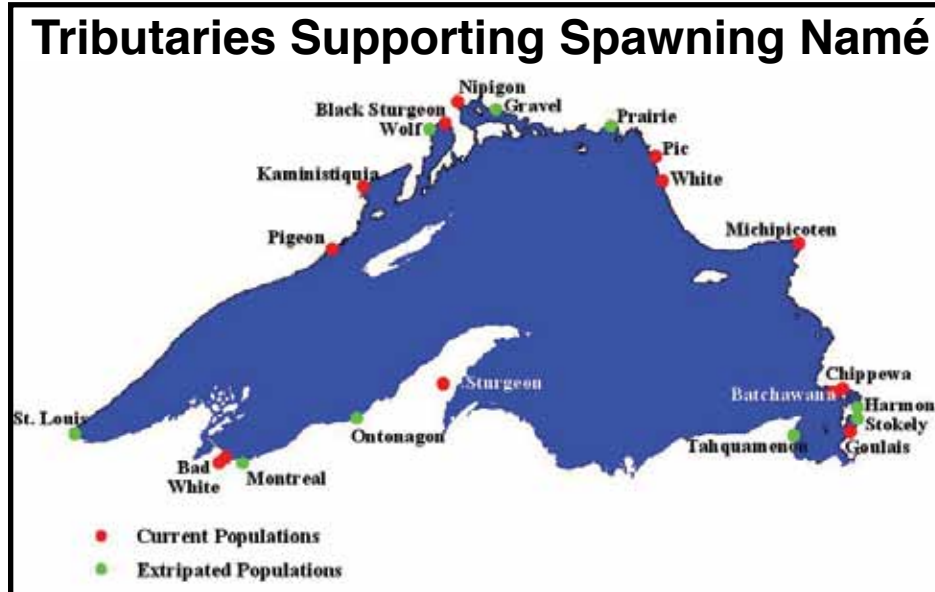 Tributaries Supporting Spawning Namé
Nipigon
Black Sturgeon
Gravel
Wolf
Prairie
Pic
Kaministiquia
White
Michipicoten
Pigeon
Chippewa
Sturgeon
Batchawana
Harmon
St. Louis
Stokely
Ontonagon
Tahquamenon
Goulais
Bad
White
Montreal
Current Populations
Extripated Populations